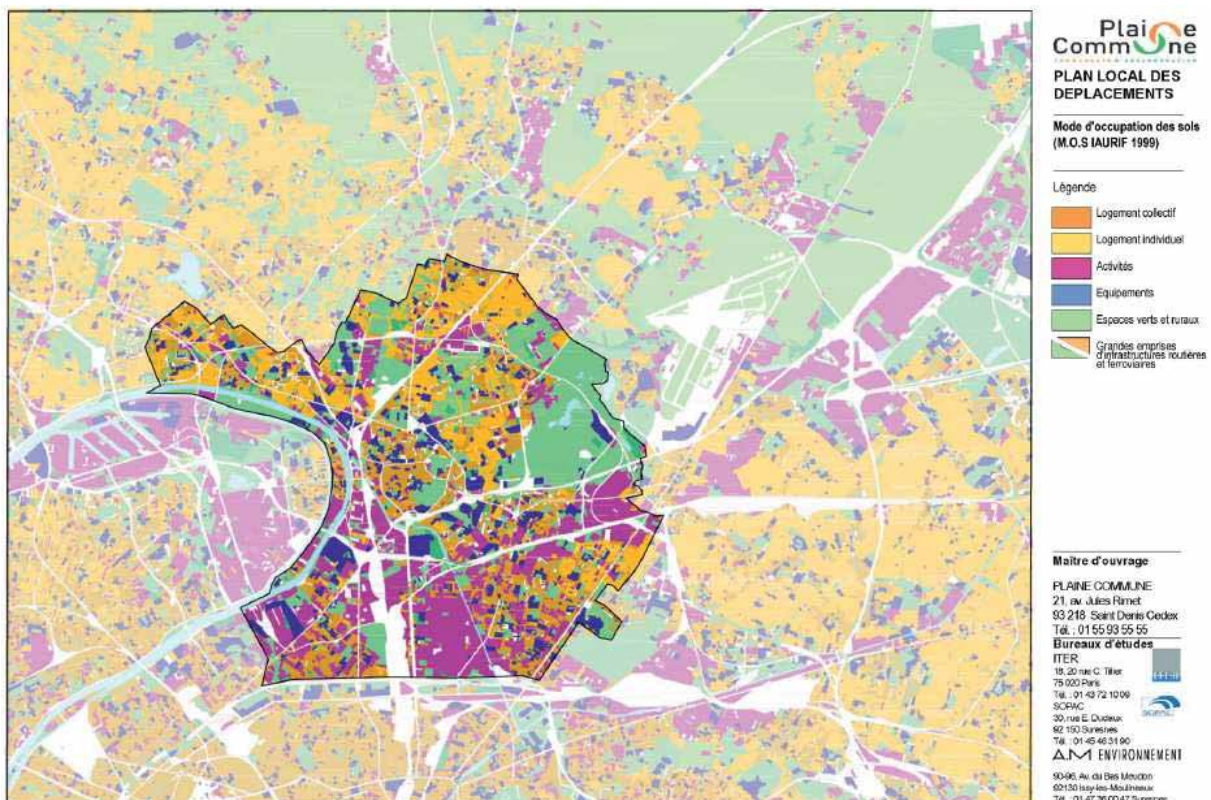 Plaine
Commune
COMMUNAUTÉ D'AGGLOMÉRATION
PLAN LOCAL DES
DEPLACEMENTS
Mode d'occupation des sols
(M.O.S IAURIF 1999)
Légende
Logement collectif
Logement individuel
Activités
Equipements
Espaces verts et ruraux
Grandes emprises
d'infrastructures routières
et ferroviaires
Maître d'ouvrage
PLAINE COMMUNE
21, av. Jules Rimet
93 218 Saint Denis Cedex
Tél. : 01 55 93 55 55
Bureaux d'études
ITER
18, 20 rue C. Tillier
75 020 Paris
Tél. : 01 43 72 10 09
SOPAC
30, rue E. Duclaux
92 150 Suresnes
Tél. : 01 45 46 31 90
A.M ENVIRONNEMENT
90-96, Av. du Bas Meudon
92130 Issy-les-Moulineaux